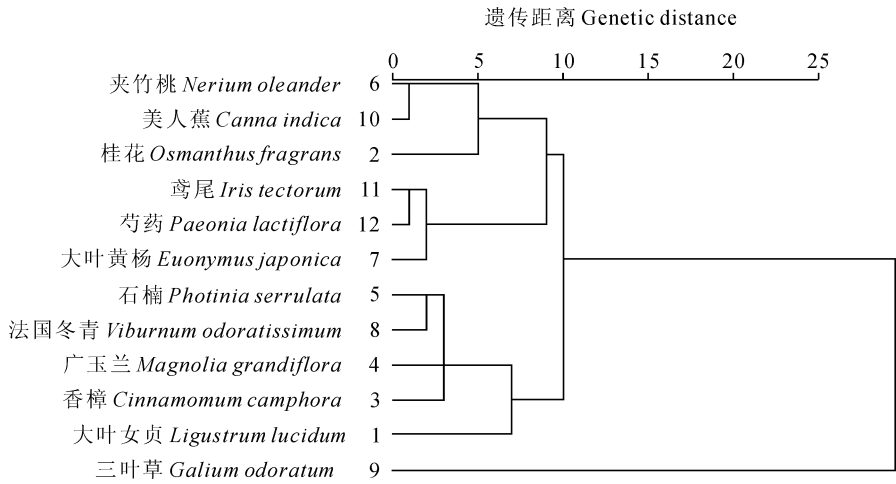 遗传距离 Genetic distance
0 5 10 15 20 25
夹竹桃 Nerium oleander 6
美人蕉 Canna indica 10
桂花 Osmanthus fragrans 2
鸢尾 Iris tectorum 11
芍药 Paeonia lactiflora 12
大叶黄杨 Euonymus japonica 7
石楠 Photinia serrulata 5
法国冬青 Viburnum odoratissimum 8
广玉兰 Magnolia grandiflora 4
香樟 Cinnamomum camphora 3
大叶女贞 Ligustrum lucidum 1
三叶草 Galium odoratum 9